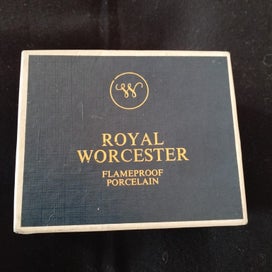 W
ROYAL
WORCESTER
FLAMEPROOF
PORCELAIN